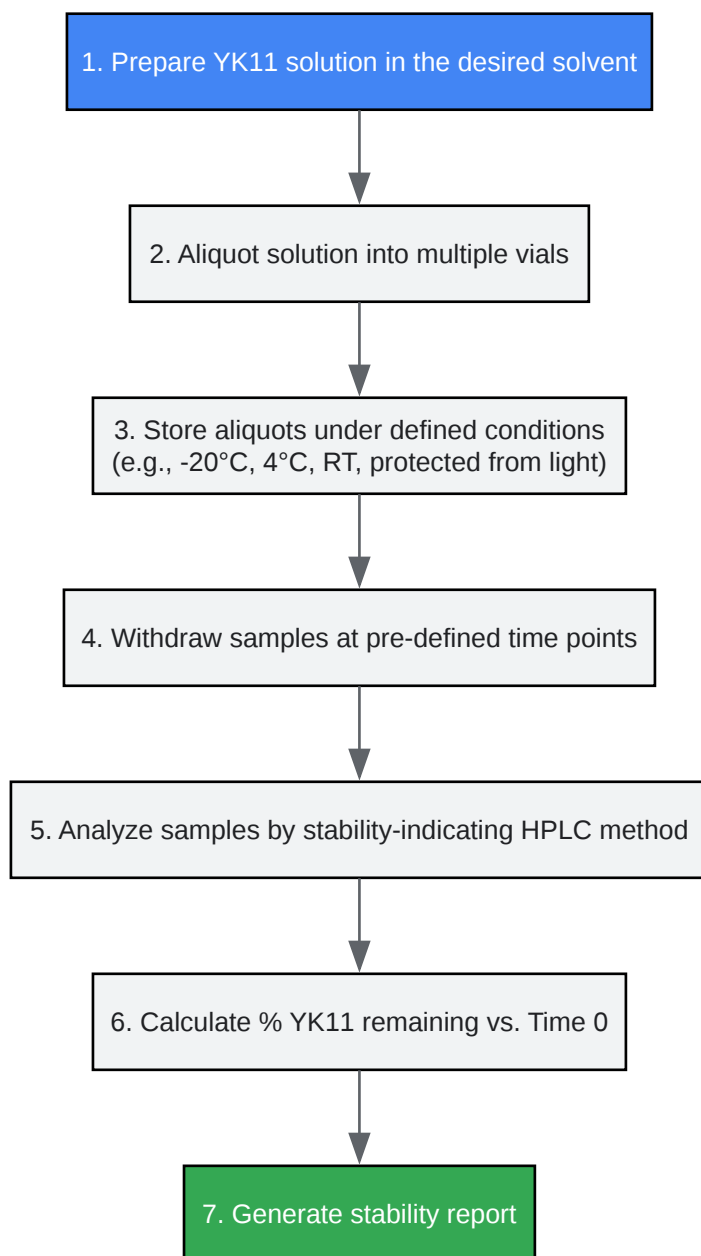 1. Prepare YK11 solution in the desired solvent
2. Aliquot solution into multiple vials
3. Store aliquots under defined conditions
(e.g., -20°C, 4°C, RT, protected from light)
4. Withdraw samples at pre-defined time points
5. Analyze samples by stability-indicating HPLC method
6. Calculate % YK11 remaining vs. Time 0
7. Generate stability report